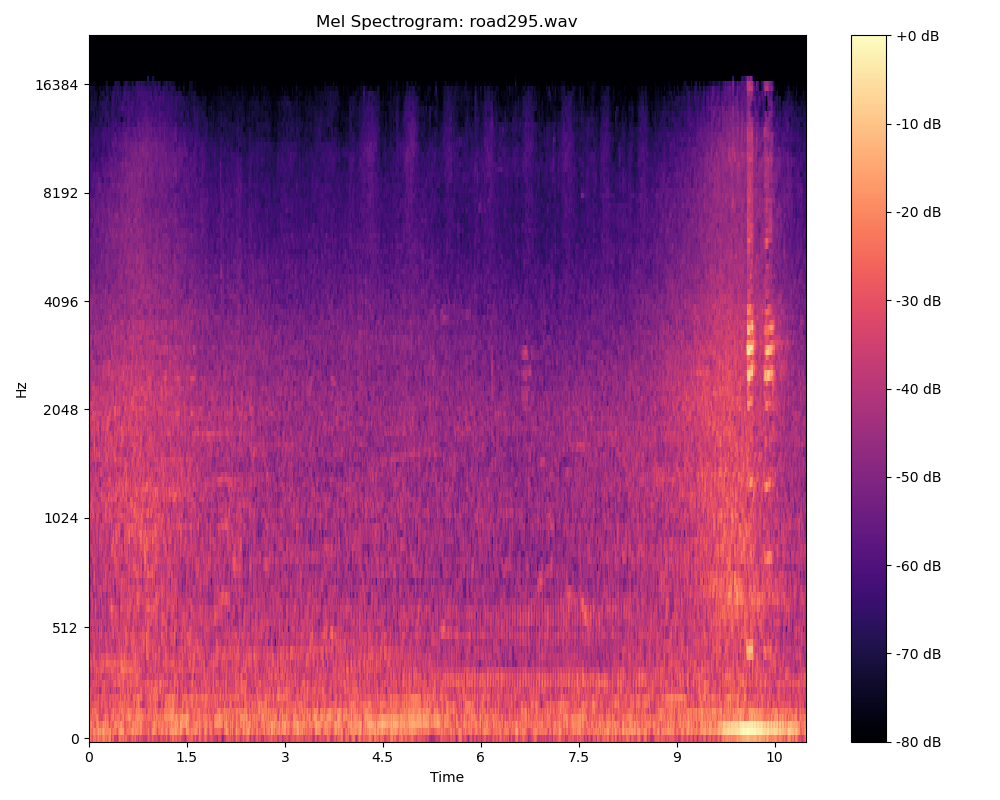 Mel Spectrogram: road295.wav
+0 dB
16384
-10 dB
8192
-20 dB
4096
-30 dB
Hz
2048
-40 dB
-50 dB
1024
-60 dB
512
-70 dB
0
-80 dB
0 1.5 3 4.5 6 7.5 9 10
Time